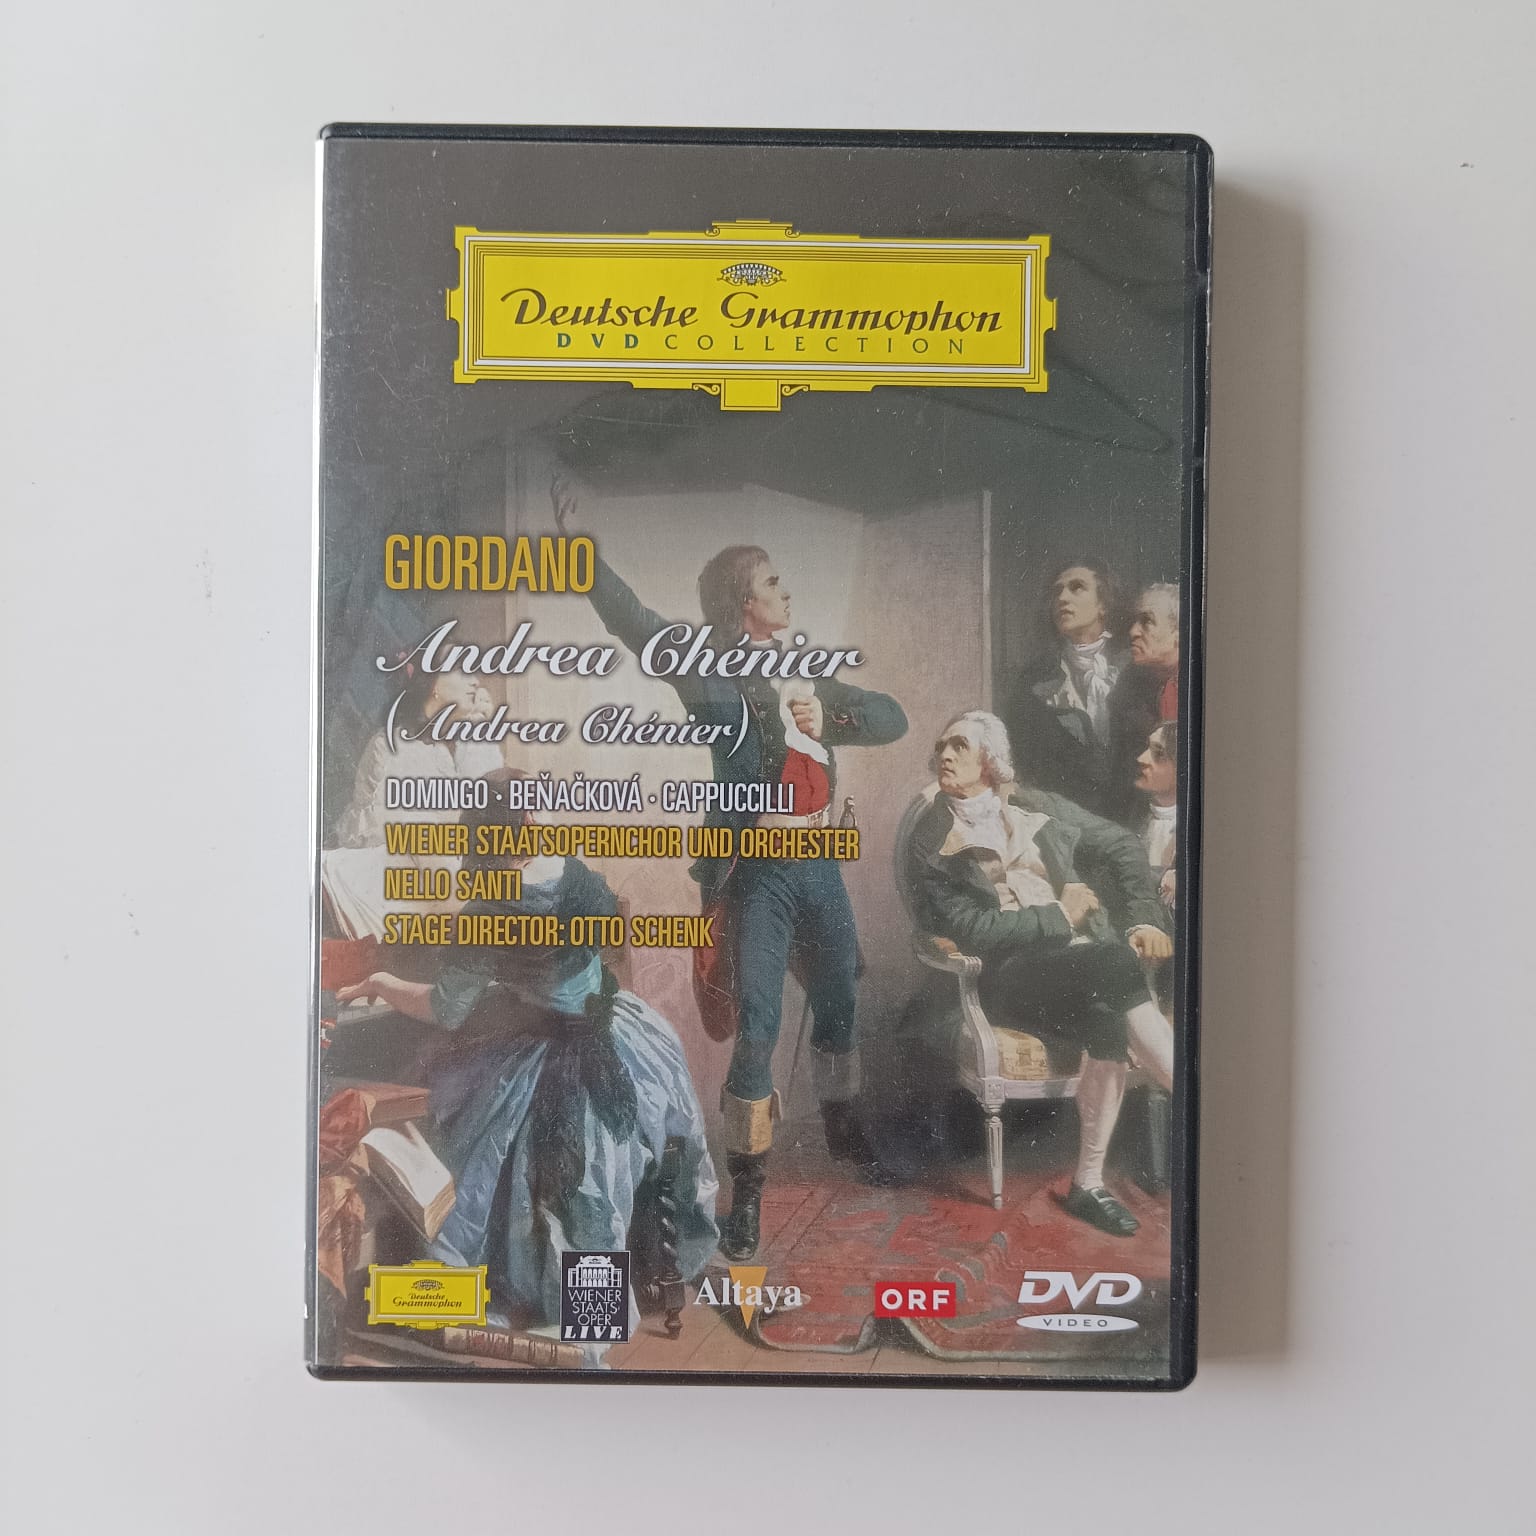 Deutsche Grammophon
DVD COLLECTION
GIORDANO
Andrea Chénier
(Andrea Chénier)
DOMINGO · BEŇAČKOVÁ · CAPPUCCILLI
WIENER STAATSOPERNCHOR UND ORCHESTER
NELLO SANTI
STAGE DIRECTOR: OTTO SCHENK
Deutsche
Grammophon
WIENER
STAATS
OPER
LIVE
Altaya
ORF
DVD
VIDEO